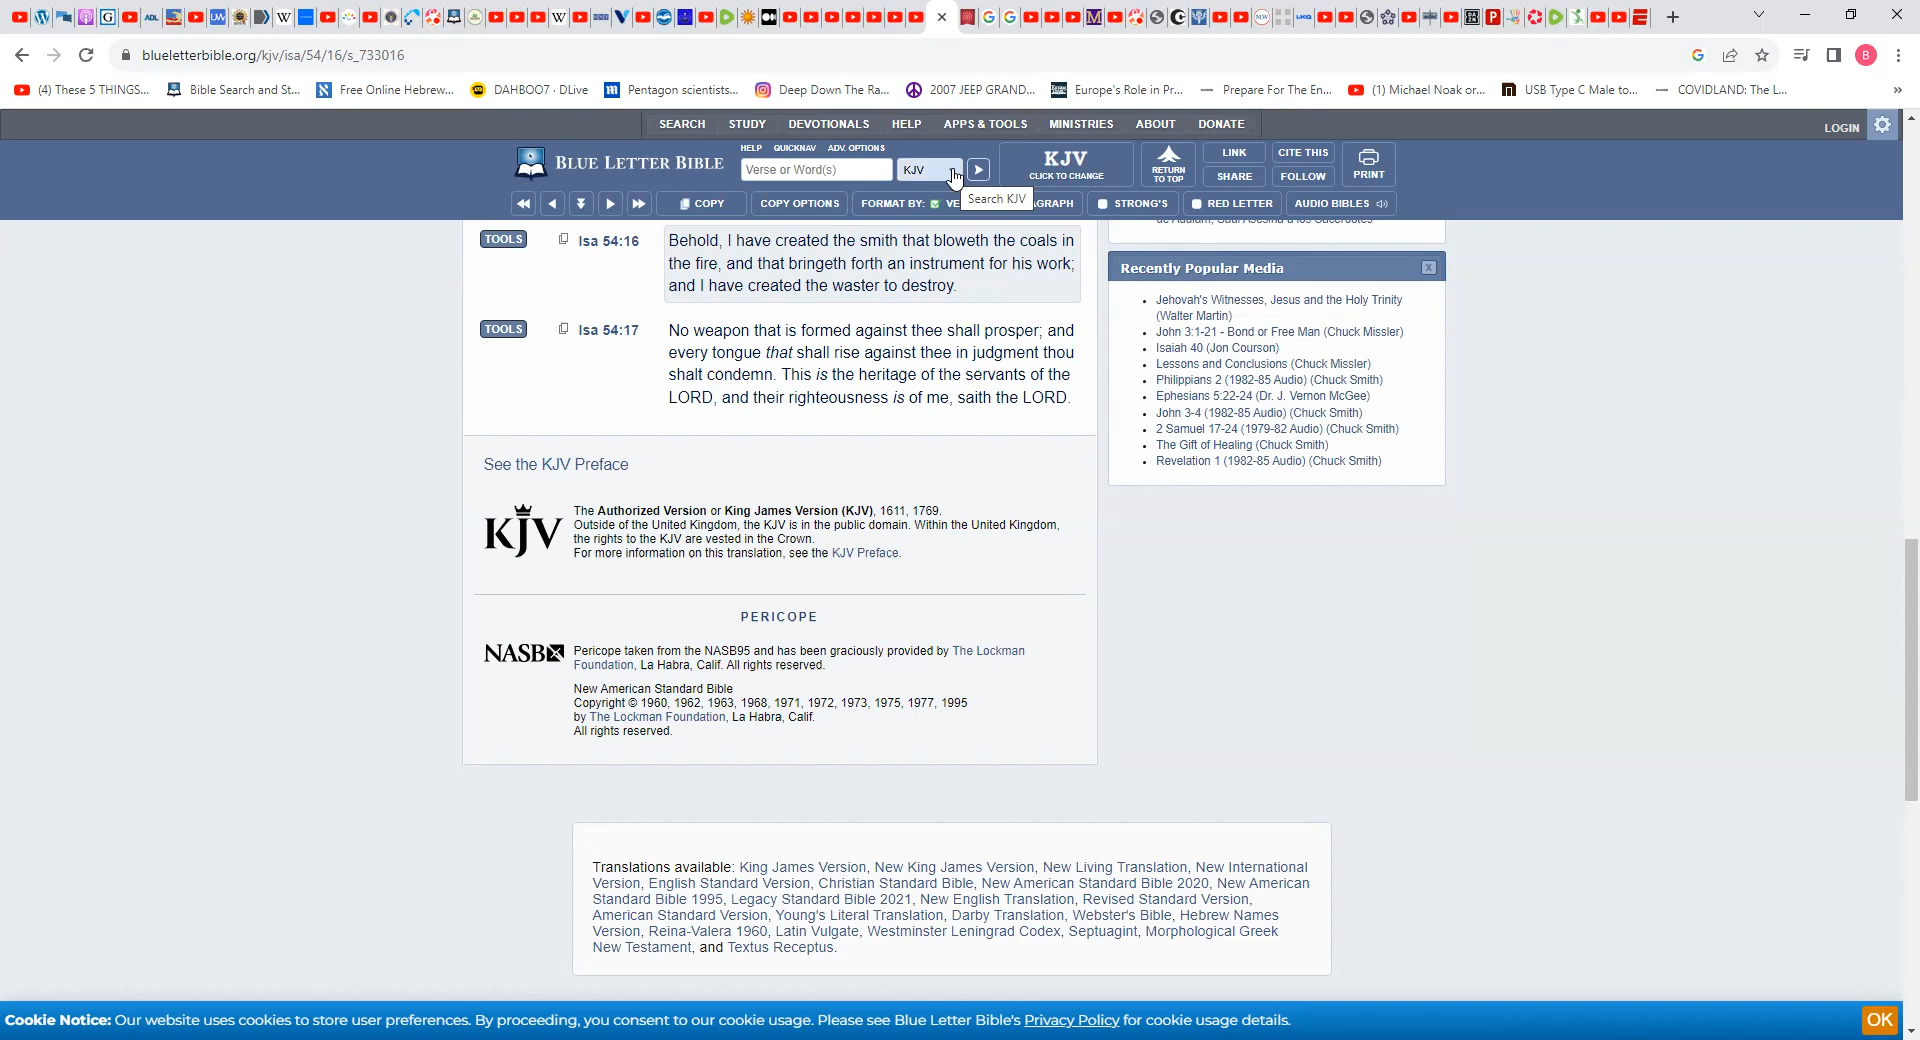 blueletterbible.org/kjv/isa/54/16/s_733016
B
(4) These 5 THINGS...
Bible Search and St...
Free Online Hebrew...
DAHBOO7 · DLive
Pentagon scientists...
Deep Down The Ra...
2007 JEEP GRAND...
Europe's Role in Pr...
Prepare For The En...
(1) Michael Noak or...
USB Type C Male to...
COVIDLAND: The L...
SEARCH STUDY DEVOTIONALS HELP APPS & TOOLS MINISTRIES ABOUT DONATE
LOGIN
BLUE LETTER BIBLE
HELP QUICKNAV ADV. OPTIONS
Verse or Word(s)
KJV
KJV
CLICK TO CHANGE
RETURN
TO TOP
LINK
CITE THIS
SHARE
FOLLOW
PRINT
COPY
COPY OPTIONS
FORMAT BY: VE
Search KJV
AGRAPH
STRONG'S
RED LETTER
AUDIO BIBLES
TOOLS
Isa 54:16
Behold, I have created the smith that bloweth the coals in
the fire, and that bringeth forth an instrument for his work;
and I have created the waster to destroy.
TOOLS
Isa 54:17
No weapon that is formed against thee shall prosper; and
every tongue that shall rise against thee in judgment thou
shalt condemn. This is the heritage of the servants of the
LORD, and their righteousness is of me, saith the LORD.
See the KJV Preface
KJV
The Authorized Version or King James Version (KJV), 1611, 1769.
Outside of the United Kingdom, the KJV is in the public domain. Within the United Kingdom,
the rights to the KJV are vested in the Crown.
For more information on this translation, see the KJV Preface.
PERICOPE
NASB
Pericope taken from the NASB95 and has been graciously provided by The Lockman
Foundation, La Habra, Calif. All rights reserved.
New American Standard Bible
Copyright © 1960, 1962, 1963, 1968, 1971, 1972, 1973, 1975, 1977, 1995
by The Lockman Foundation, La Habra, Calif.
All rights reserved.
Recently Popular Media
X
Jehovah's Witnesses, Jesus and the Holy Trinity
(Walter Martin)
John 3:1-21 - Bond or Free Man (Chuck Missler)
Isaiah 40 (Jon Courson)
Lessons and Conclusions (Chuck Missler)
Philippians 2 (1982-85 Audio) (Chuck Smith)
Ephesians 5:22-24 (Dr. J. Vernon McGee)
John 3-4 (1982-85 Audio) (Chuck Smith)
2 Samuel 17-24 (1979-82 Audio) (Chuck Smith)
The Gift of Healing (Chuck Smith)
Revelation 1 (1982-85 Audio) (Chuck Smith)
Translations available: King James Version, New King James Version, New Living Translation, New International
Version, English Standard Version, Christian Standard Bible, New American Standard Bible 2020, New American
Standard Bible 1995, Legacy Standard Bible 2021, New English Translation, Revised Standard Version,
American Standard Version, Young's Literal Translation, Darby Translation, Webster's Bible, Hebrew Names
Version, Reina-Valera 1960, Latin Vulgate, Westminster Leningrad Codex, Septuagint, Morphological Greek
New Testament, and Textus Receptus.
Cookie Notice: Our website uses cookies to store user preferences. By proceeding, you consent to our cookie usage. Please see Blue Letter Bible's Privacy Policy for cookie usage details.
OK